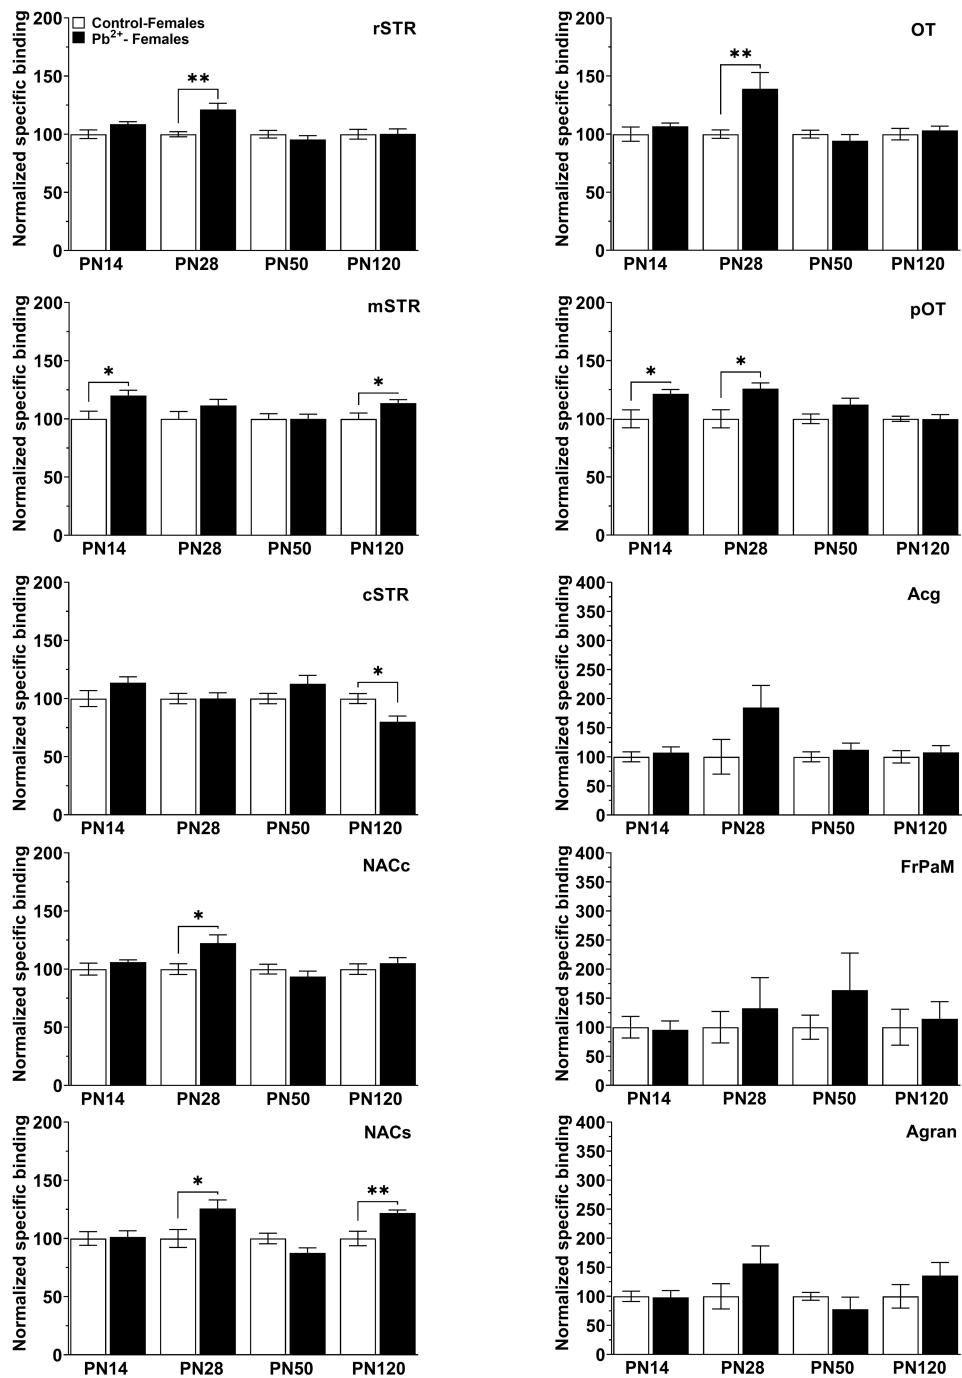 Control-Females
Pb2+- Females
rSTR
Normalized specific binding
200
150
100
50
0
**
PN14 PN28 PN50 PN120
OT
Normalized specific binding
200
150
100
50
0
**
PN14 PN28 PN50 PN120
mSTR
Normalized specific binding
200
150
100
50
0
* *
PN14 PN28 PN50 PN120
pOT
Normalized specific binding
200
150
100
50
0
* *
PN14 PN28 PN50 PN120
cSTR
Normalized specific binding
200
150
100
50
0
*
PN14 PN28 PN50 PN120
Acg
Normalized specific binding
400
350
300
250
200
150
100
50
0
PN14 PN28 PN50 PN120
NACc
Normalized specific binding
200
150
100
50
0
*
PN14 PN28 PN50 PN120
FrPaM
Normalized specific binding
400
350
300
250
200
150
100
50
0
PN14 PN28 PN50 PN120
NACs
Normalized specific binding
200
150
100
50
0
* **
PN14 PN28 PN50 PN120
Agran
Normalized specific binding
400
350
300
250
200
150
100
50
0
PN14 PN28 PN50 PN120